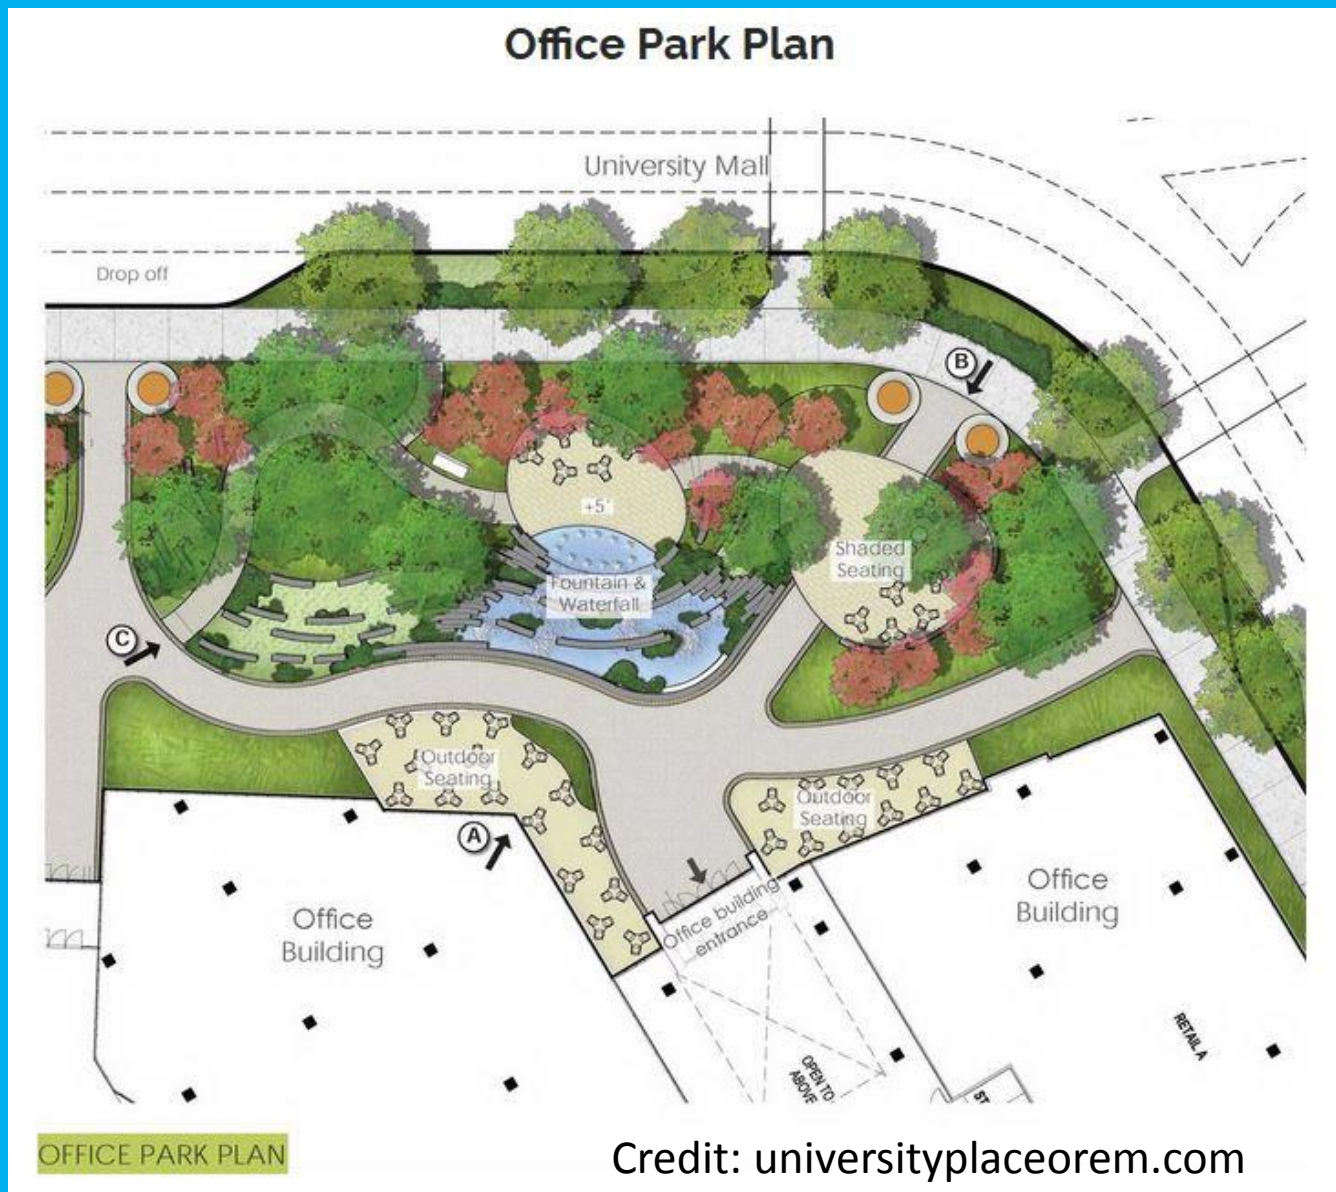 Office Park Plan
University Mall
Drop off
B
+5'
Shaded
Seating
Fountain &
Waterfall
C
Outdoor
Seating
Outdoor
Seating
A
Office building
entrance
Office
Building
Office
Building
RETAIL A
OPEN TO
ABOVE
ST
OFFICE PARK PLAN
Credit: universityplaceorem.com